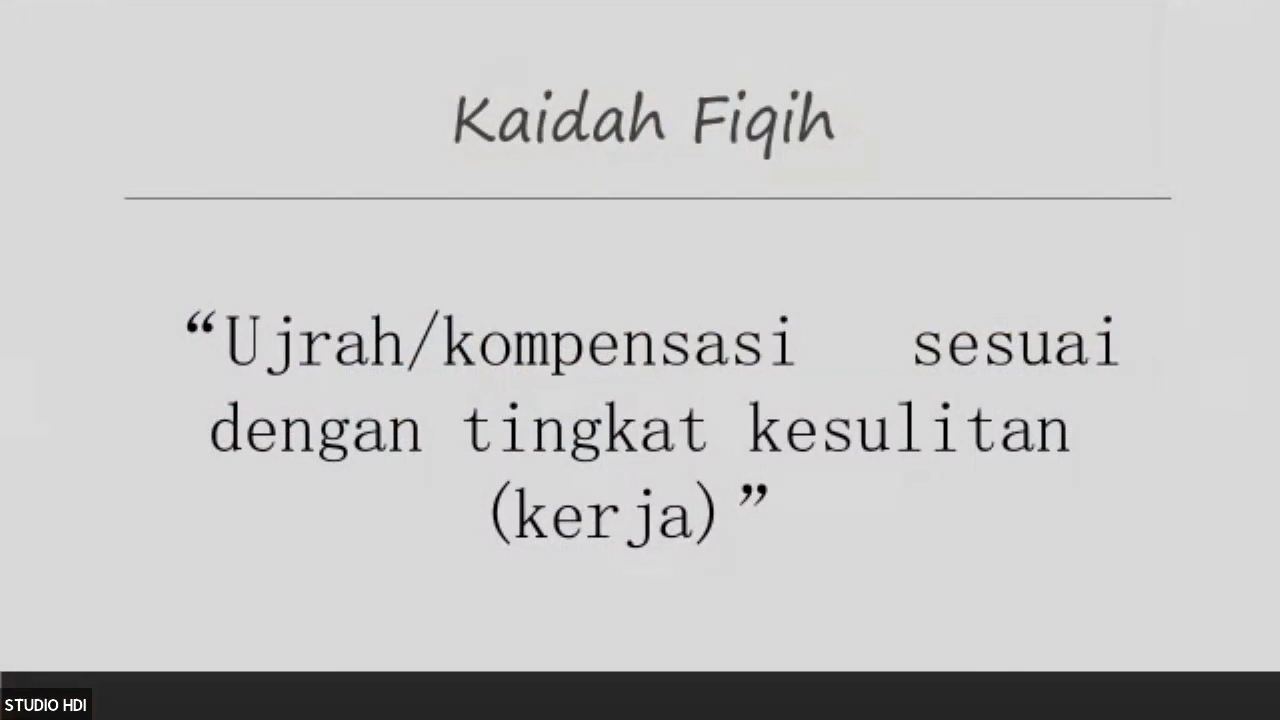 Kaidah Fiqih
“Ujrah/kompensasi sesuai
dengan tingkat kesulitan
(kerja)”
STUDIO HDI